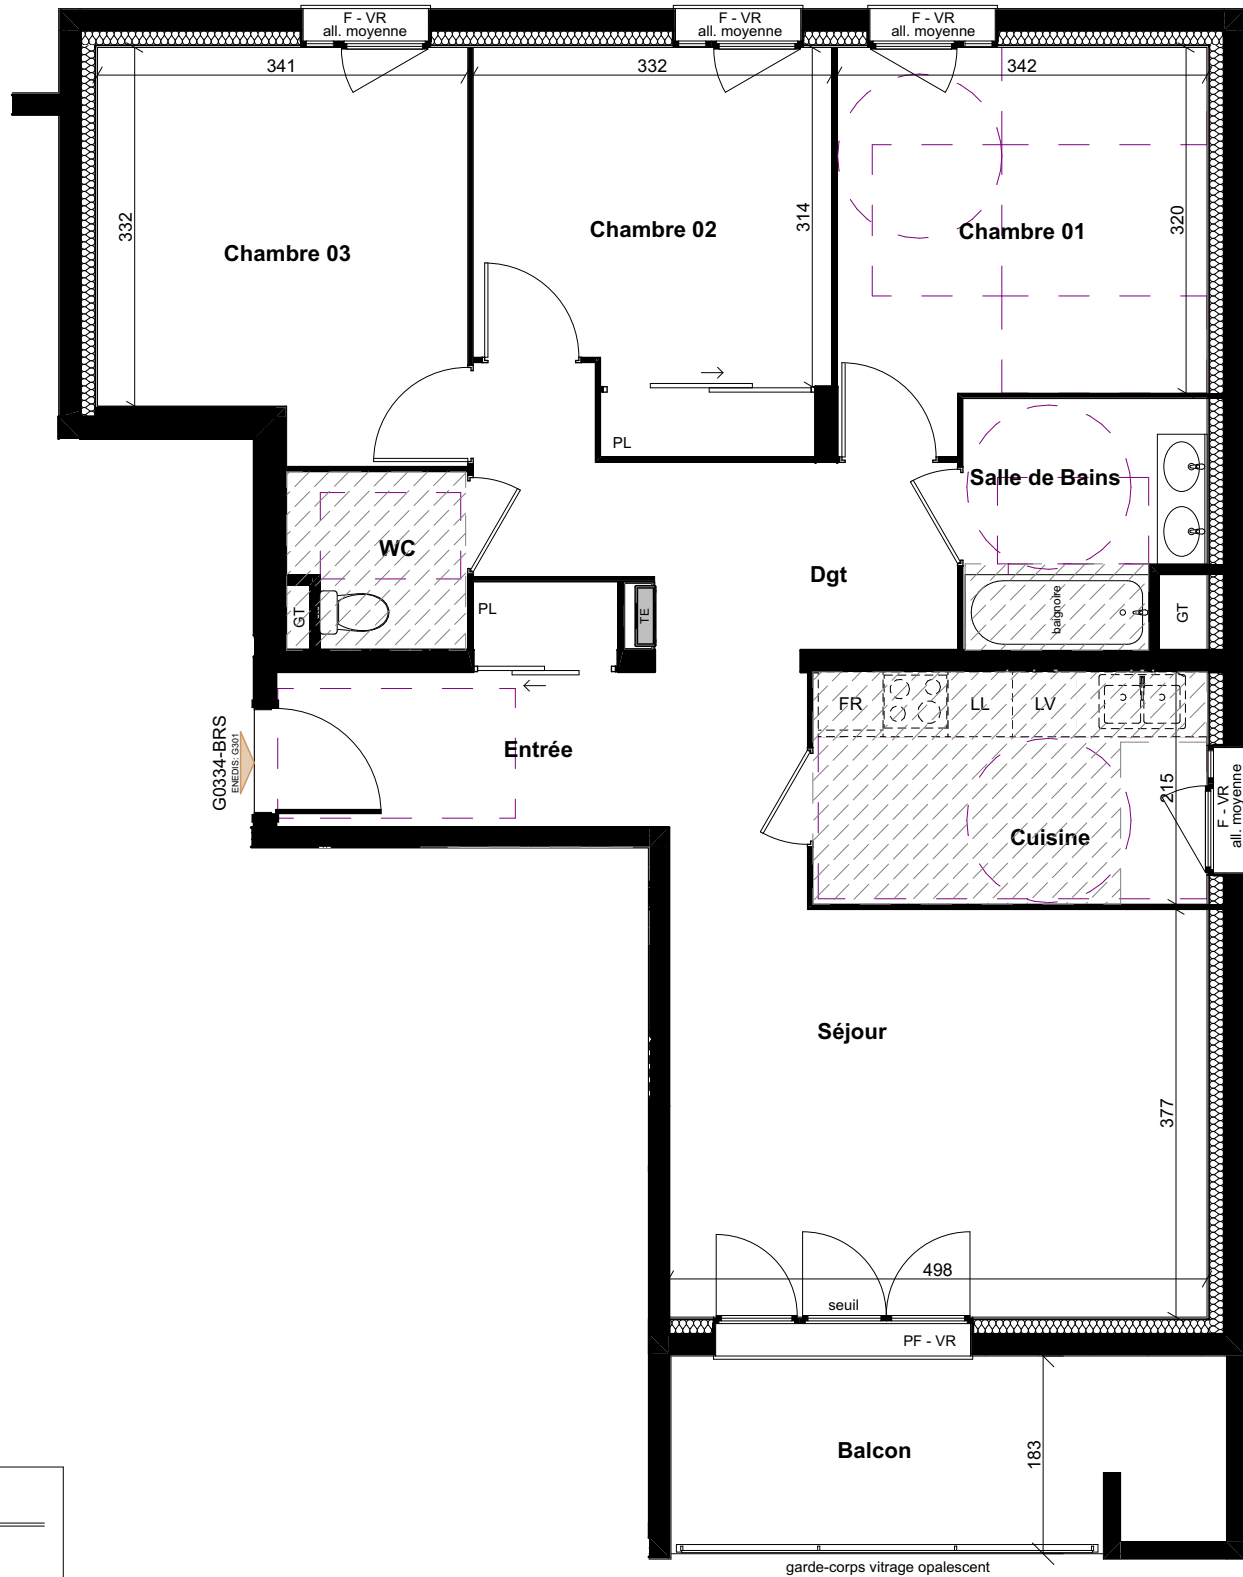 F - VR
all. moyenne
F - VR
all. moyenne
F - VR
all. moyenne
341
332
342
332
314
320
Chambre 03
Chambre 02
Chambre 01
PL
Salle de Bains
WC
Dgt
GT
PL
TE
baignoire
GT
FR
LL
LV
G0334-BRS
ENEDIS: G301
Entrée
215
F - VR
all. moyenne
Cuisine
Séjour
377
498
seuil
PF - VR
Balcon
183
garde-corps vitrage opalescent